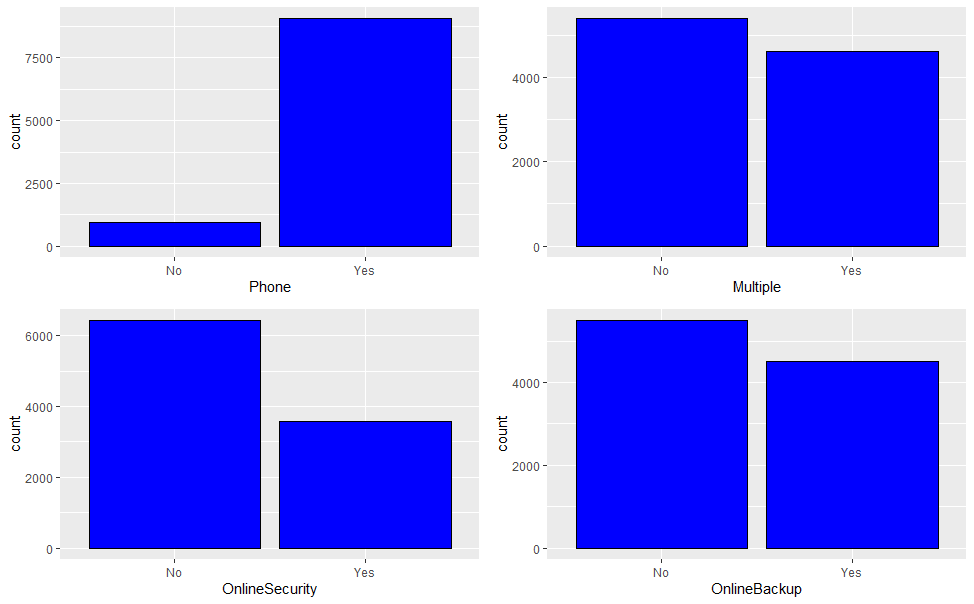 count
7500
5000
2500
0
No Yes
Phone
count
4000
2000
0
No Yes
Multiple
count
6000
4000
2000
0
No Yes
OnlineSecurity
count
4000
2000
0
No Yes
OnlineBackup